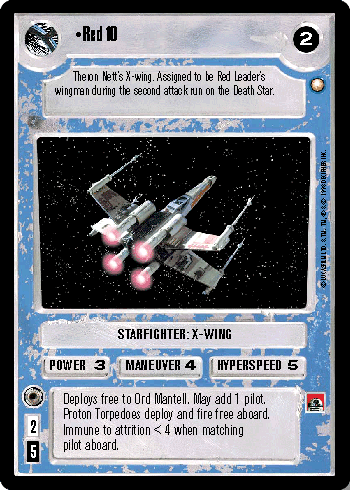 •Red 10
2
Theron Nett's X-wing. Assigned to be Red Leader's
wingman during the second attack run on the Death Star.
STARFIGHTER: X-WING
POWER 3
MANEUVER 4
HYPERSPEED 5
Deploys free to Ord Mantell. May add 1 pilot.
Proton Torpedoes deploy and fire free aboard.
Immune to attrition < 4 when matching
pilot aboard.
2
5